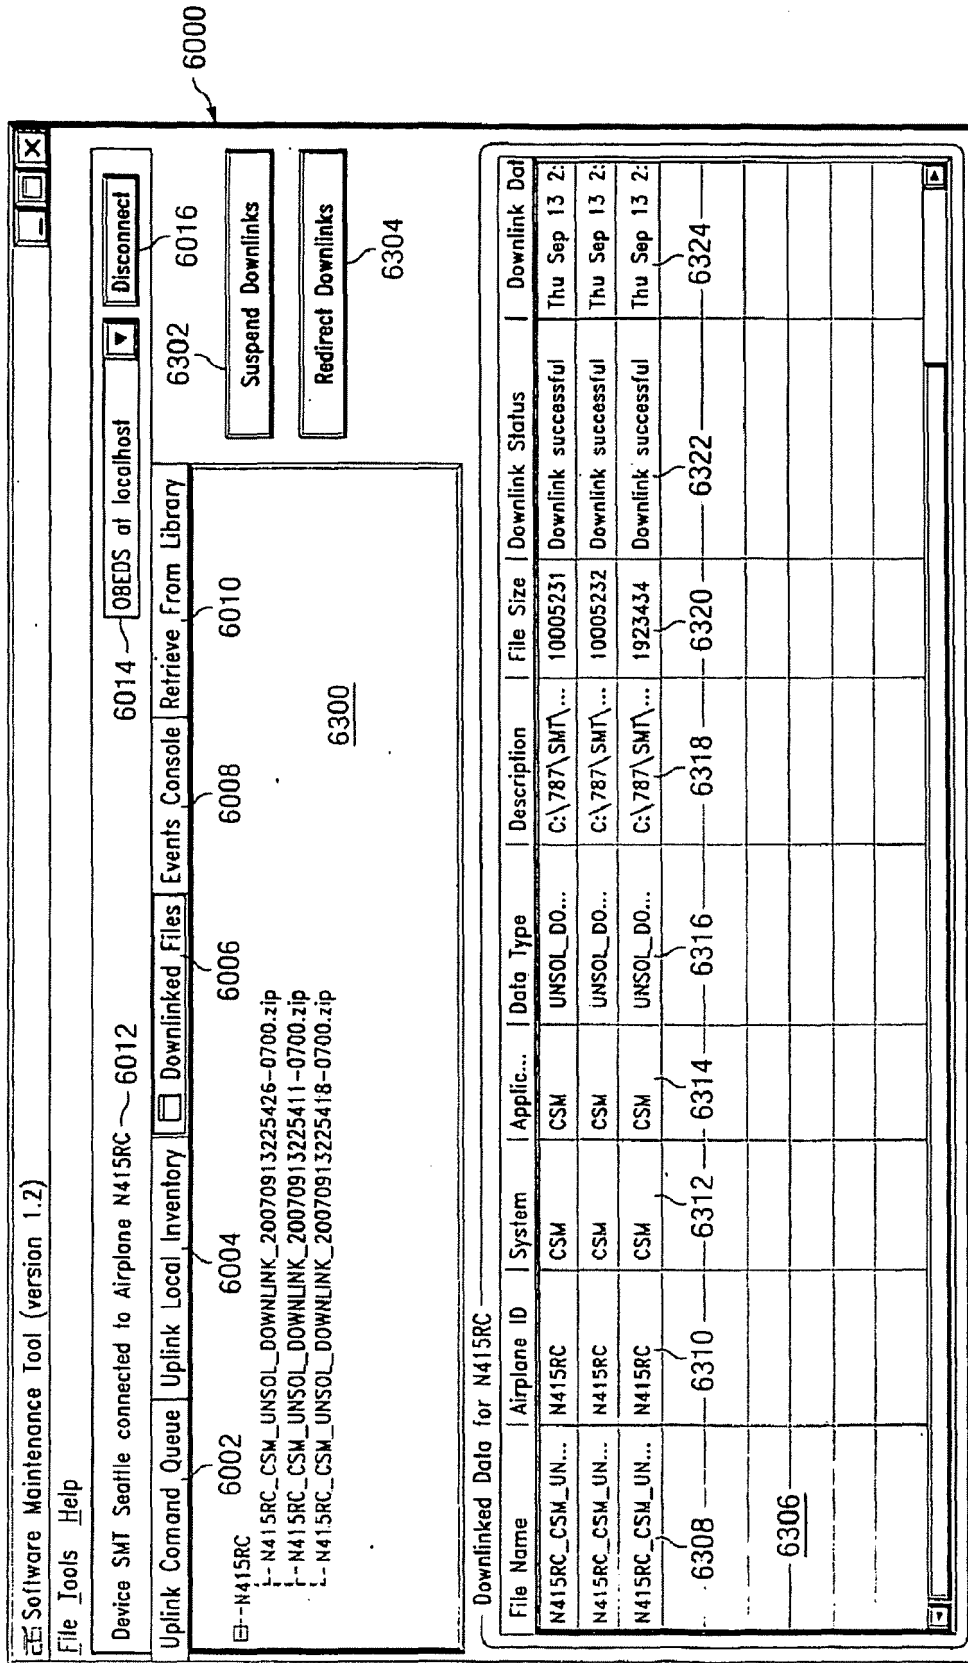 Software Maintenance Tool (version 1.2)
File Tools Help
6000
Device SMT Seattle connected to Airplane N415RC 6012
6014 OBEDS at localhost
Disconnect
6016
Uplink Comand Queue
Uplink Local Inventory
Downlinked Files
Events Console
Retrieve From Library
6002
6004
6006
6008
6010
6302
Suspend Downlinks
Redirect Downlinks
6304
N415RC
N415RC_CSM_UNSOL_DOWNLINK_20070913225426-0700.zip
N415RC_CSM_UNSOL_DOWNLINK_20070913225411-0700.zip
N415RC_CSM_UNSOL_DOWNLINK_20070913225418-0700.zip
6300
Downlinked Data for N415RC
File Name Airplane ID System Applic... Data Type Description File Size Downlink Status Downlink Dat
N415RC_CSM_UN... N415RC CSM CSM UNSOL_DO... C:\787\SMT\... 10005231 Downlink successful Thu Sep 13 2:
N415RC_CSM_UN... N415RC CSM CSM UNSOL_DO... C:\787\SMT\... 10005232 Downlink successful Thu Sep 13 2:
N415RC_CSM_UN... N415RC CSM CSM UNSOL_DO... C:\787\SMT\... 1923434 Downlink successful Thu Sep 13 2:
6308 6310 6312 6314 6316 6318 6320 6322 6324
6306